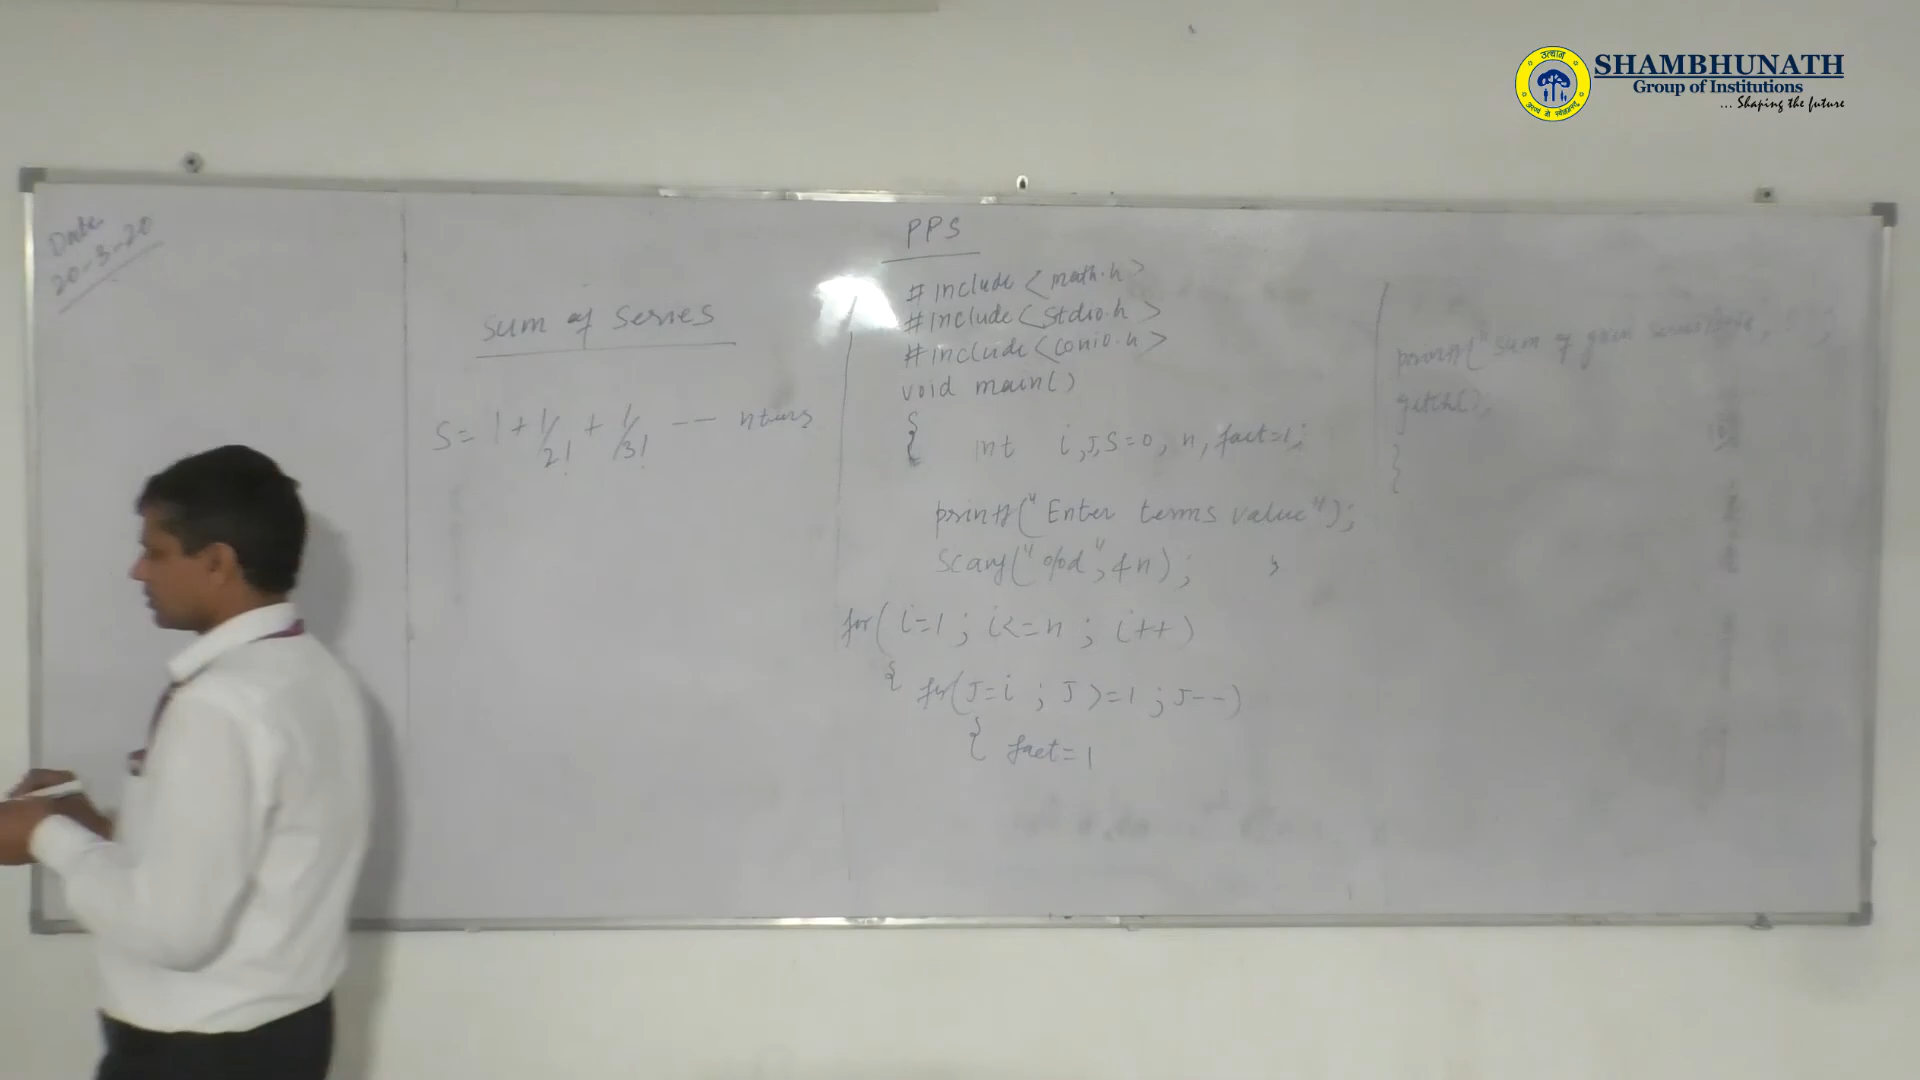 उत्थान
SHAMBHUNATH
Group of Institutions
... Shaping the future
Date
20-3-20
PPS
Sum of Series
S = 1 + 1/2! + 1/3! --- n terms
#include <math.h>
#include <stdio.h>
#include <conio.h>
void main()
{
int i, J, S=0, n, fact=1;
printf("Enter terms value");
scanf("%d", &n);
for( i=1 ; i<=n ; i++ )
{ for(J=i ; J >=1 ; J--)
{ fact=1
printf("Sum of given series
getch();
}